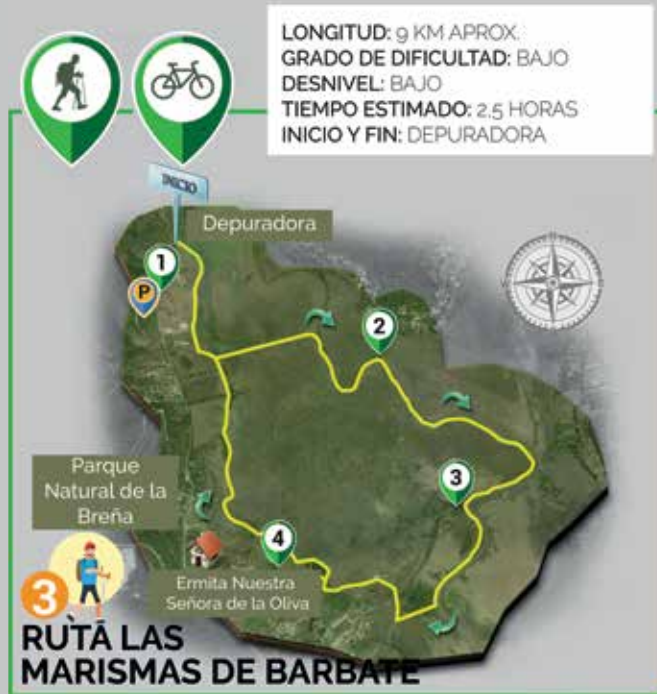 LONGITUD: 9 KM APROX.
GRADO DE DIFICULTAD: BAJO
DESNIVEL: BAJO
TIEMPO ESTIMADO: 2,5 HORAS
INICIO Y FIN: DEPURADORA
INICIO
Depuradora
1
P
2
3
4
Parque
Natural de la
Breña
Ermita Nuestra
Señora de la Oliva
3
RUTA LAS
MARISMAS DE BARBATE